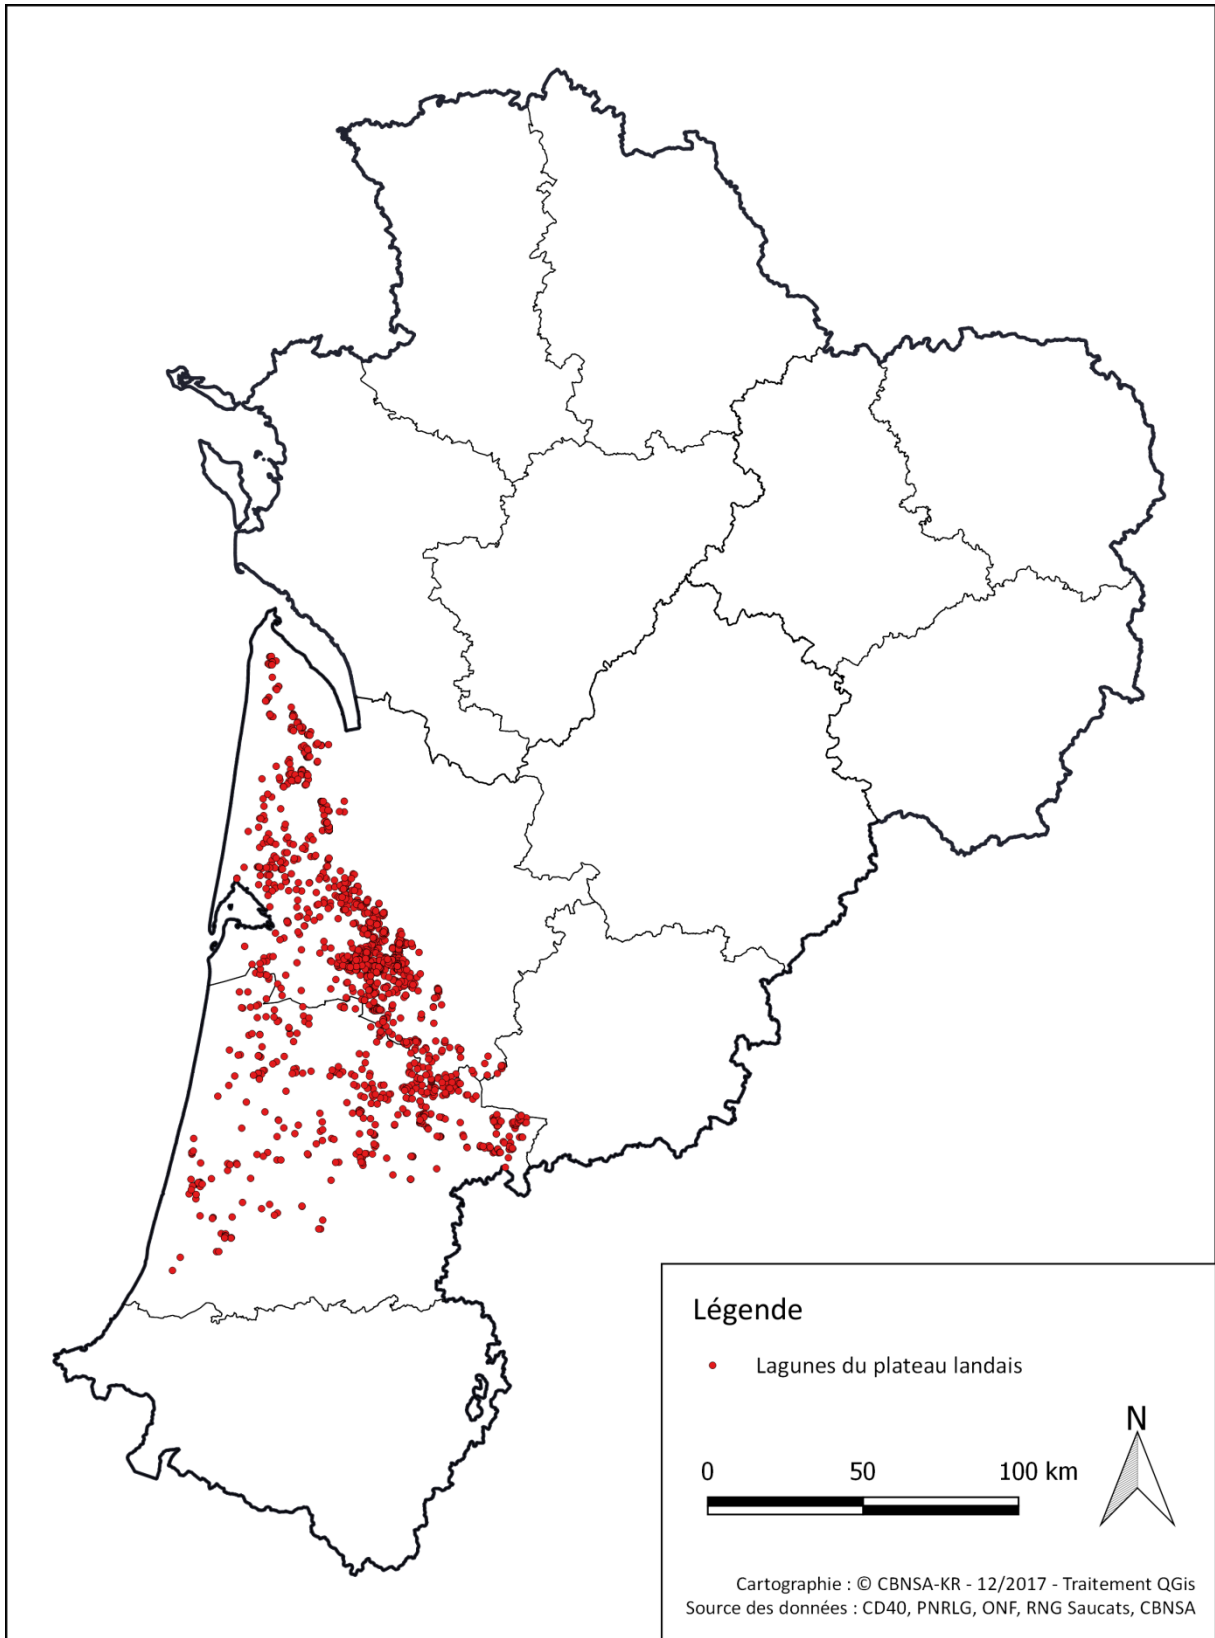 Légende
Lagunes du plateau landais
N
0 50 100 km
Cartographie : © CBNSA-KR - 12/2017 - Traitement QGis
Source des données : CD40, PNRLG, ONF, RNG Saucats, CBNSA